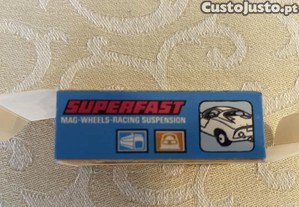 CustoJusto.pt
SUPERFAST
MAG-WHEELS-RACING SUSPENSION